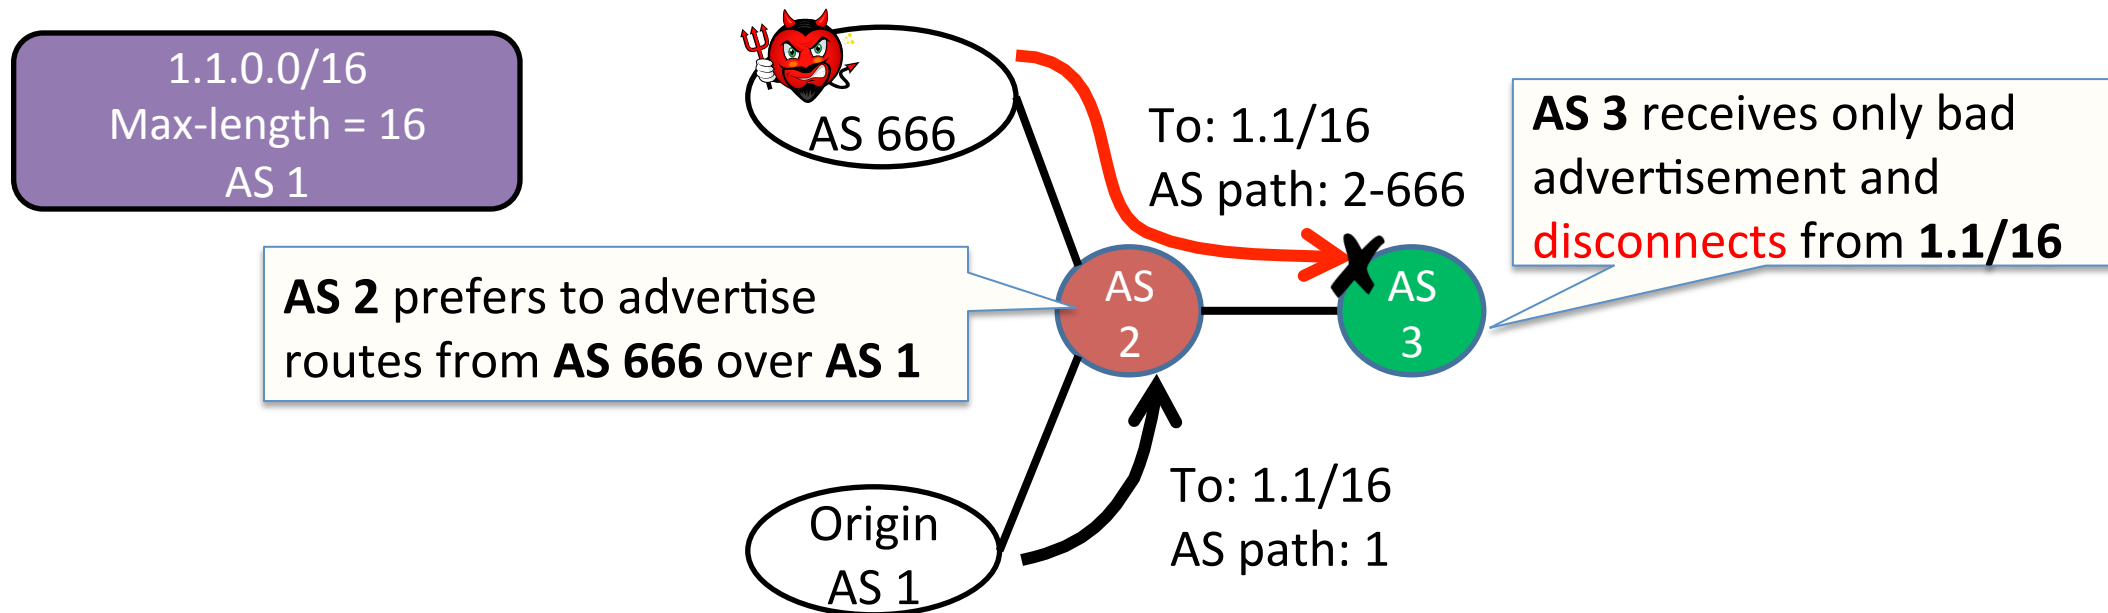 1.1.0.0/16
Max-length = 16
AS 1
AS 666
To: 1.1/16
AS path: 2-666
AS 3 receives only bad
advertisement and
disconnects from 1.1/16
AS 2 prefers to advertise
routes from AS 666 over AS 1
AS
2
AS
3
To: 1.1/16
AS path: 1
Origin
AS 1